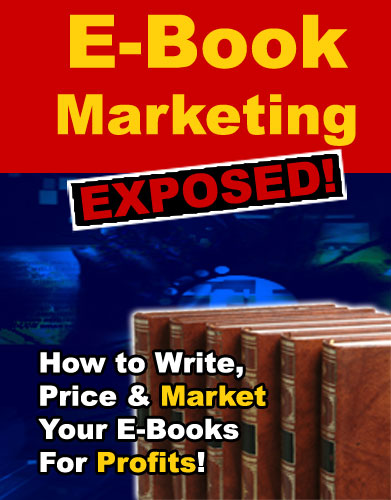 E-Book
Marketing
EXPOSED!
How to Write,
Price & Market
Your E-Books
For Profits!